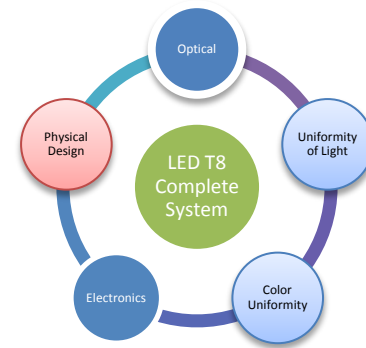 Optical
Physical
Design
Uniformity
of Light
LED T8
Complete
System
Electronics
Color
Uniformity